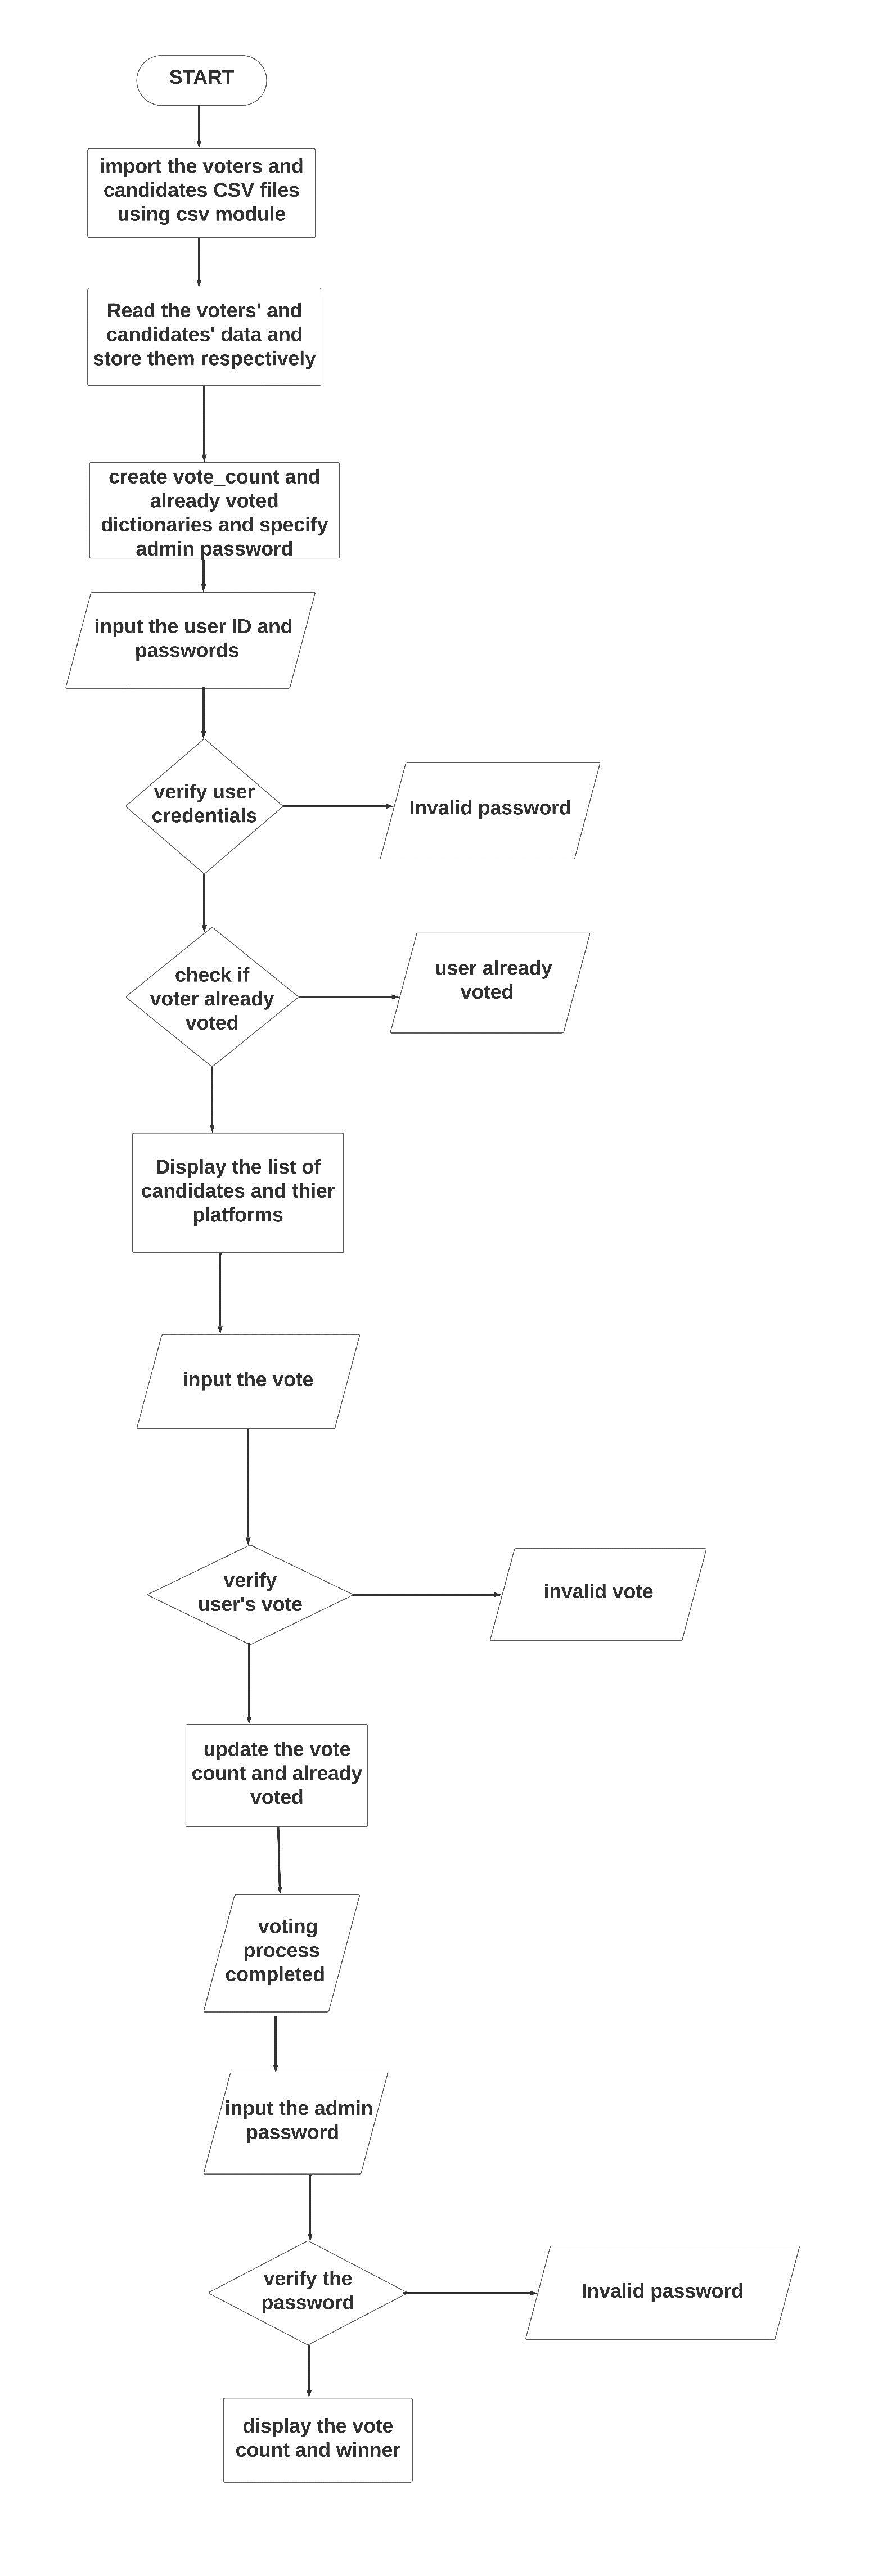 START
import the voters and
candidates CSV files
using csv module
Read the voters' and
candidates' data and
store them respectively
create vote_count and
already voted
dictionaries and specify
admin password
input the user ID and
passwords
verify user
credentials
Invalid password
check if
voter already
voted
user already
voted
Display the list of
candidates and thier
platforms
input the vote
verify
user's vote
invalid vote
update the vote
count and already
voted
voting
process
completed
input the admin
password
verify the
password
Invalid password
display the vote
count and winner